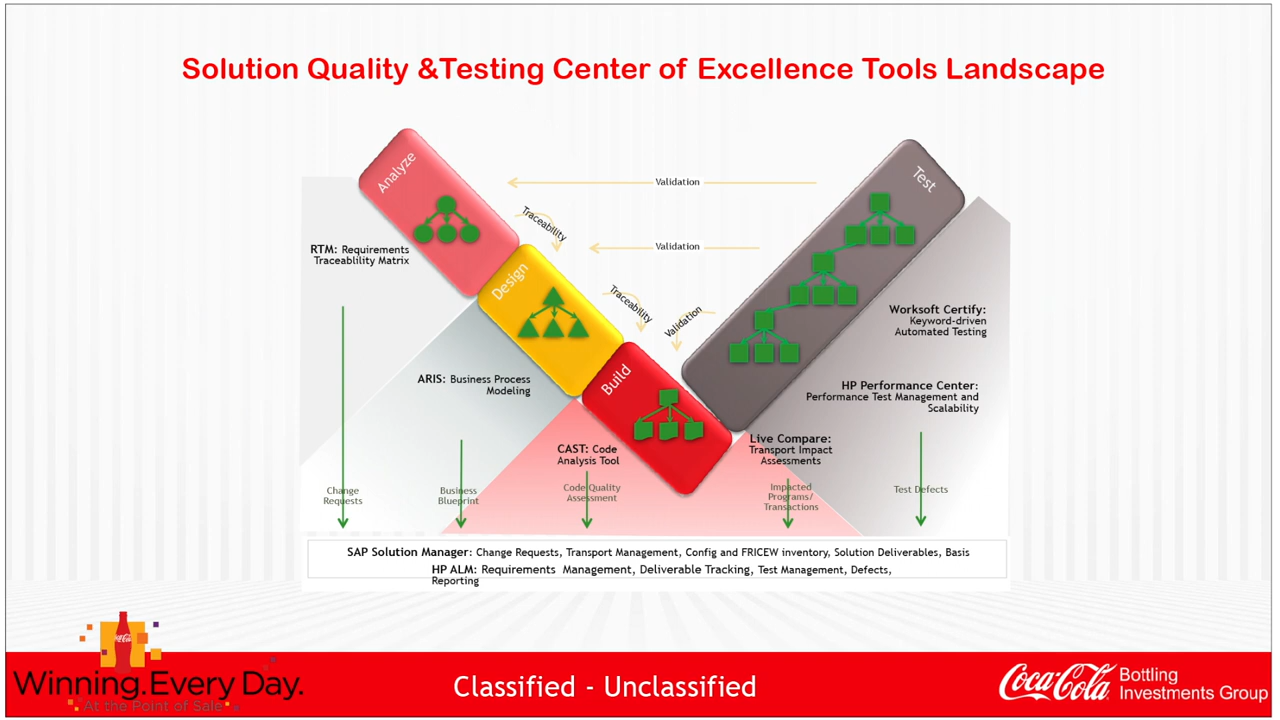 Solution Quality &Testing Center of Excellence Tools Landscape
Analyze
Test
Validation
Traceability
Validation
RTM: Requirements
Traceablility Matrix
Design
Traceability
Validation
Worksoft Certify:
Keyword-driven
Automated Testing
Build
ARIS: Business Process
Modeling
HP Performance Center:
Performance Test Management and
Scalability
CAST: Code
Analysis Tool
Live Compare:
Transport Impact
Assessments
Change
Requests
Business
Blueprint
Code Quality
Assessment
Impacted
Programs/
Transactions
Test Defects
SAP Solution Manager: Change Requests, Transport Management, Config and FRICEW inventory, Solution Deliverables, Basis
HP ALM: Requirements Management, Deliverable Tracking, Test Management, Defects,
Reporting
Winning.Every Day.
At the Point of Sale
Classified - Unclassified
Coca-Cola
Bottling
Investments Group